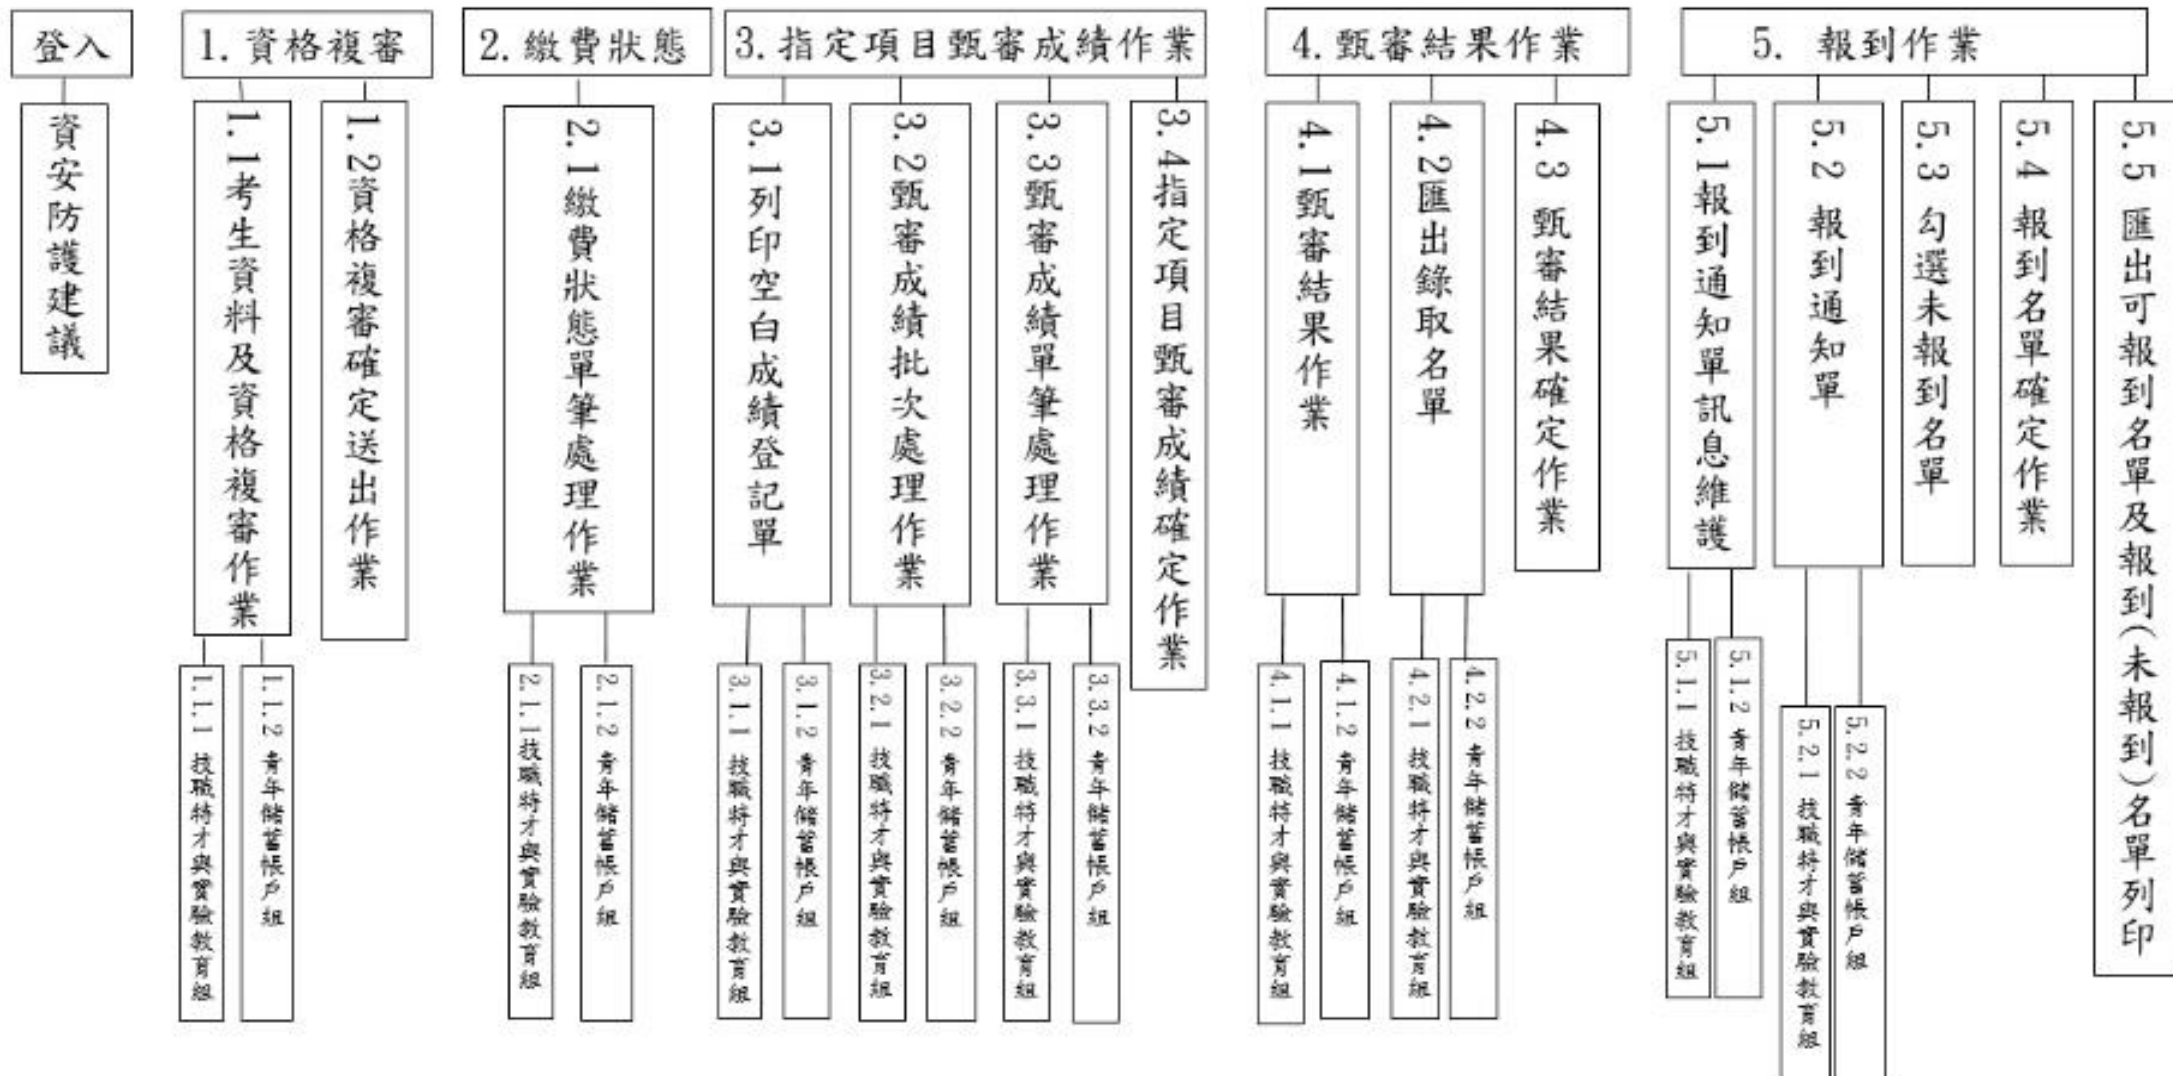 登入
資安防護建議
1. 資格複審
1.1考生資料及資格複審作業
1.1.1 技職特才與實驗教育組
1.1.2 青年儲蓄帳戶組
1.2資格複審確定送出作業
2. 繳費狀態
2.1繳費狀態單筆處理作業
2.1.1技職特才與實驗教育組
2.1.2 青年儲蓄帳戶組
3. 指定項目甄審成績作業
3.1列印空白成績登記單
3.1.1 技職特才與實驗教育組
3.1.2 青年儲蓄帳戶組
3.2甄審成績批次處理作業
3.2.1 技職特才與實驗教育組
3.2.2 青年儲蓄帳戶組
3.3甄審成績單筆處理作業
3.3.1 技職特才與實驗教育組
3.3.2 青年儲蓄帳戶組
3.4指定項目甄審成績確定作業
4. 甄審結果作業
4.1甄審結果作業
4.1.1 技職特才與實驗教育組
4.1.2 青年儲蓄帳戶組
4.2匯出錄取名單
4.2.1 技職特才與實驗教育組
4.2.2 青年儲蓄帳戶組
4.3 甄審結果確定作業
5. 報到作業
5.1報到通知單訊息維護
5.1.1 技職特才與實驗教育組
5.1.2 青年儲蓄帳戶組
5.2 報到通知單
5.2.1 技職特才與實驗教育組
5.2.2 青年儲蓄帳戶組
5.3 勾選未報到名單
5.4 報到名單確定作業
5.5 匯出可報到名單及報到(未報到)名單列印